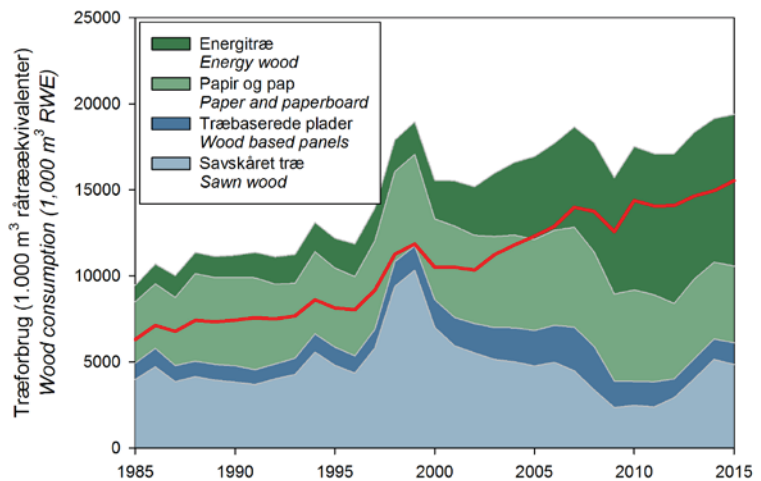 Træforbrug (1.000 m³ råtræækvivalenter)
Wood consumption (1,000 m³ RWE)
25000
20000
15000
10000
5000
0
Energitræ
Energy wood
Papir og pap
Paper and paperboard
Træbaserede plader
Wood based panels
Savskåret træ
Sawn wood
1985 1990 1995 2000 2005 2010 2015